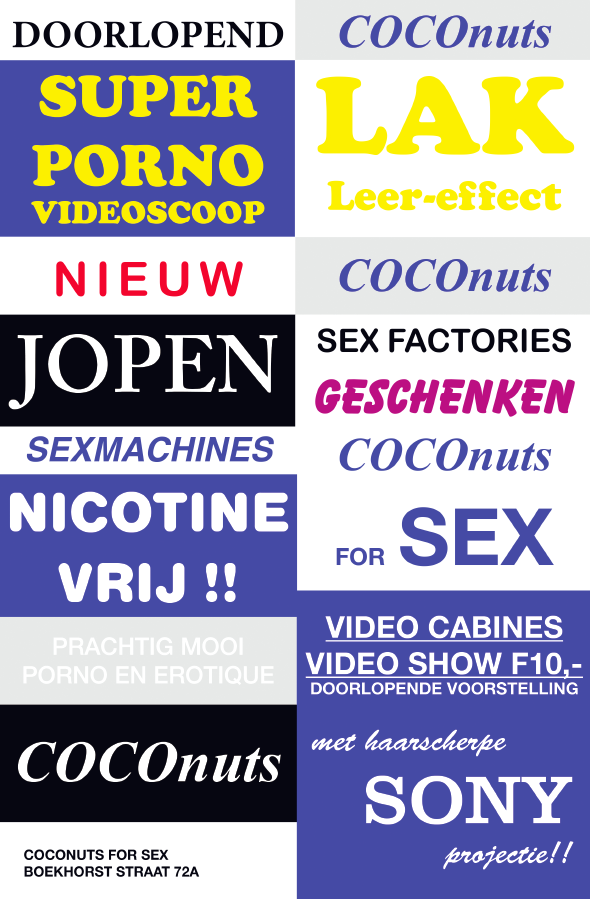 DOORLOPEND
SUPER
PORNO
VIDEOSCOOP
NIEUW
JOPEN
SEXMACHINES
NICOTINE
VRIJ !!
PRACHTIG MOOI
PORNO EN EROTIQUE
COCOnuts
COCONUTS FOR SEX
BOEKHORST STRAAT 72A
COCOnuts
LAK
Leer-effect
COCOnuts
SEX FACTORIES
GESCHENKEN
COCOnuts
FOR SEX
VIDEO CABINES
VIDEO SHOW F10,-
DOORLOPENDE VOORSTELLING
met haarscherpe
SONY
projectie!!